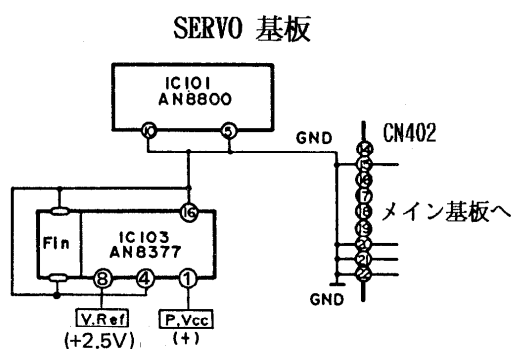 SERVO 基板
IC101
AN8800
10
5
GND
CN402
14
15
16
17
18
19
20
21
22
メイン基板へ
GND
16
Fin
IC103
AN8377
8
4
1
V.Ref
(+2,5V)
P,Vcc
(+)